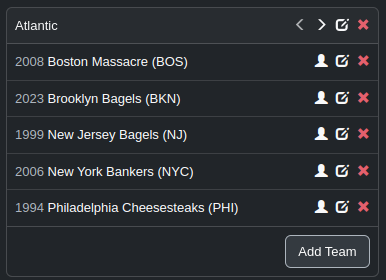 Atlantic
2008 Boston Massacre (BOS)
2023 Brooklyn Bagels (BKN)
1999 New Jersey Bagels (NJ)
2006 New York Bankers (NYC)
1994 Philadelphia Cheesesteaks (PHI)
Add Team